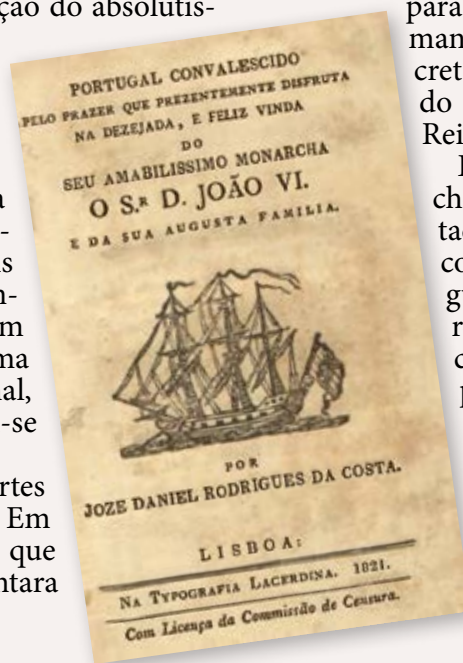 ção do absolutis-
a
-
s
n-
m
ma
al,
-se
rtes
Em
que
ntara
PORTUGAL CONVALESCIDO
PELO PRAZER QUE PREZENTEMENTE DISFRUTA
NA DEZEJADA, E FELIZ VINDA
DO
SEU AMABILISSIMO MONARCHA
O S.R D. JOÃO VI.
E DA SUA AUGUSTA FAMILIA.
POR
JOZE DANIEL RODRIGUES DA COSTA.
LISBOA:
NA TYPOGRAFIA LACERDINA. 1821.
Com Licença da Commissão de Censura.
para
man
cret
do
Rei
ch
tac
co
gu
r
c